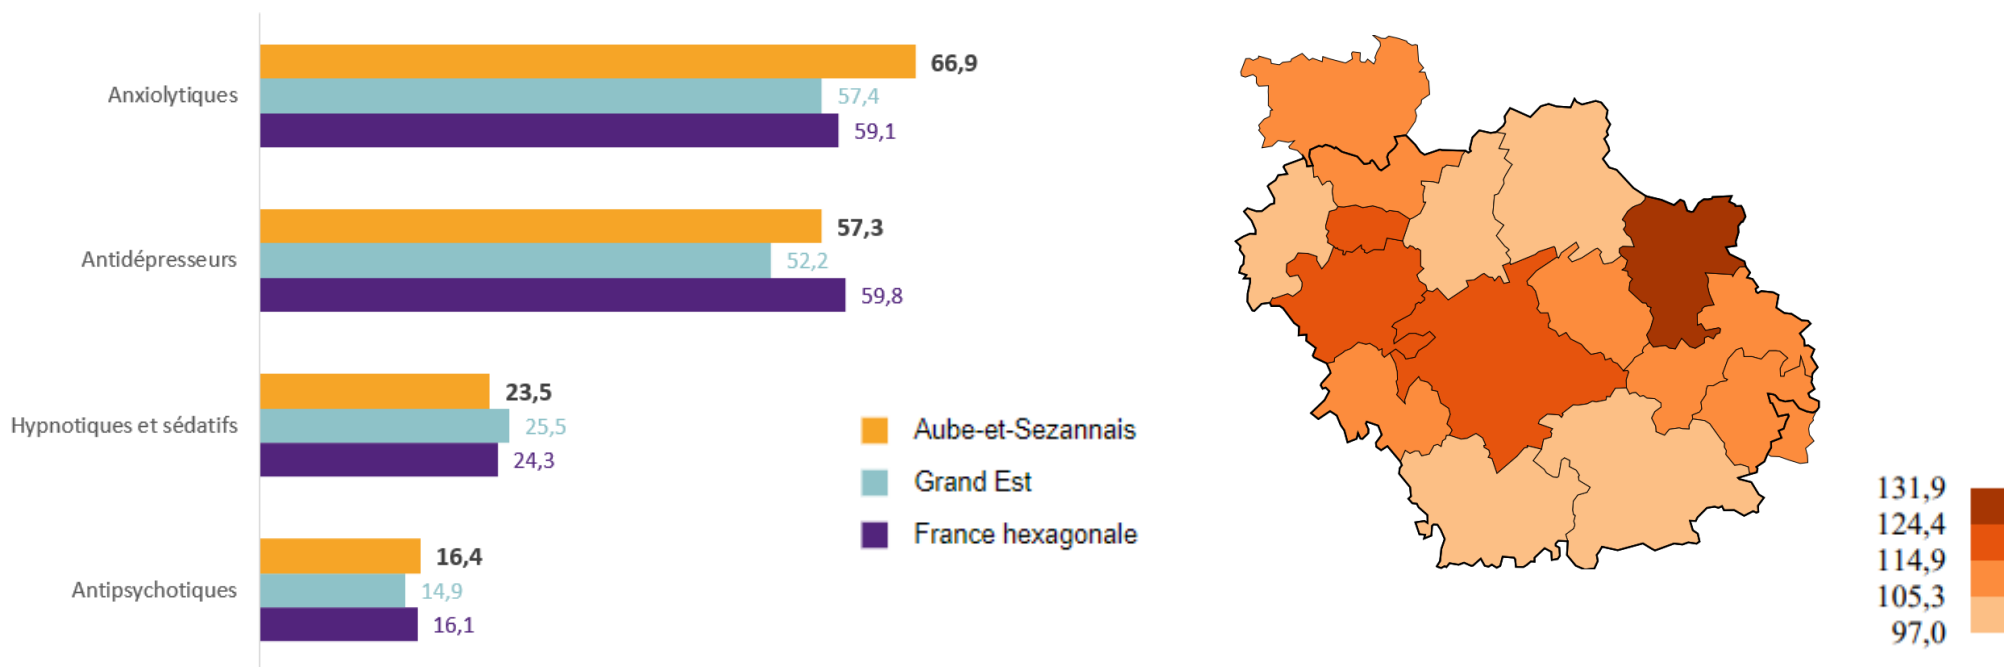 Anxiolytiques
66,9
57,4
59,1
Antidépresseurs
57,3
52,2
59,8
Hypnotiques et sédatifs
23,5
25,5
24,3
Antipsychotiques
16,4
14,9
16,1
Aube-et-Sezannais
Grand Est
France hexagonale
131,9
124,4
114,9
105,3
97,0